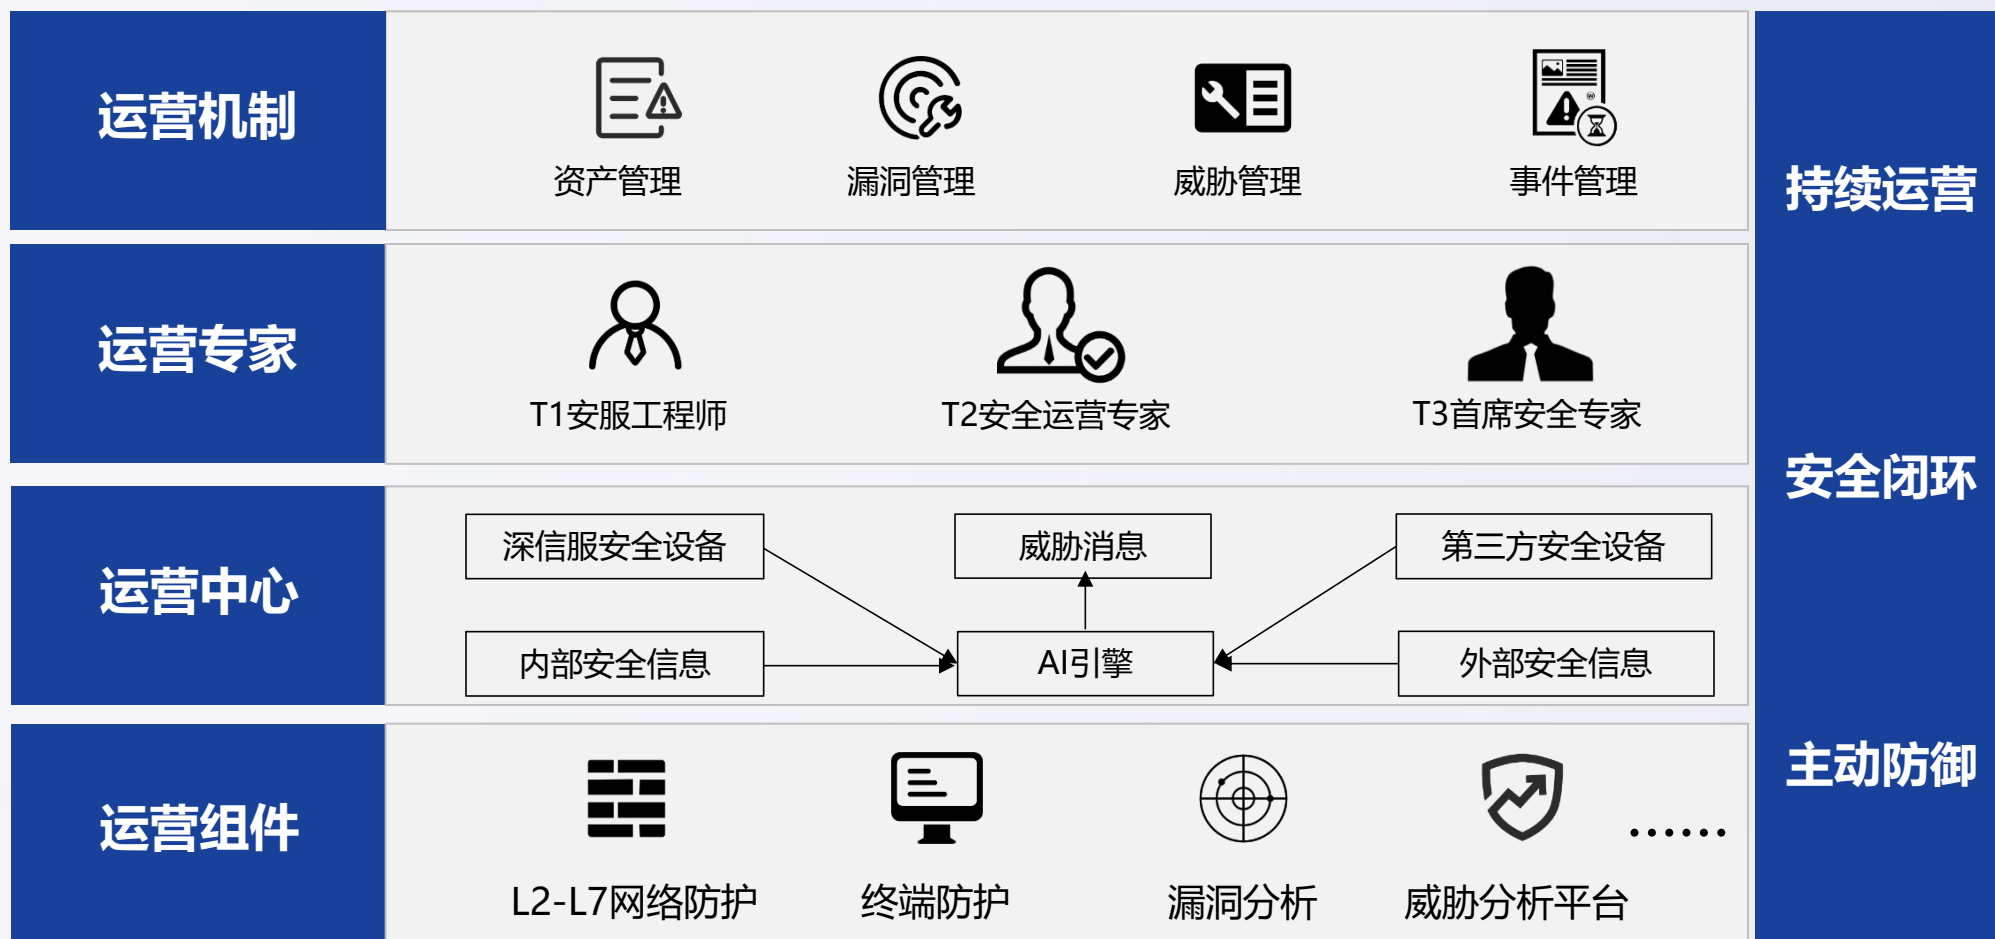 运营机制
资产管理
漏洞管理
威胁管理
事件管理
运营专家
T1安服工程师
T2安全运营专家
T3首席安全专家
运营中心
深信服安全设备
威胁消息
第三方安全设备
内部安全信息
AI引擎
外部安全信息
运营组件
L2-L7网络防护
终端防护
漏洞分析
威胁分析平台
······
持续运营
安全闭环
主动防御